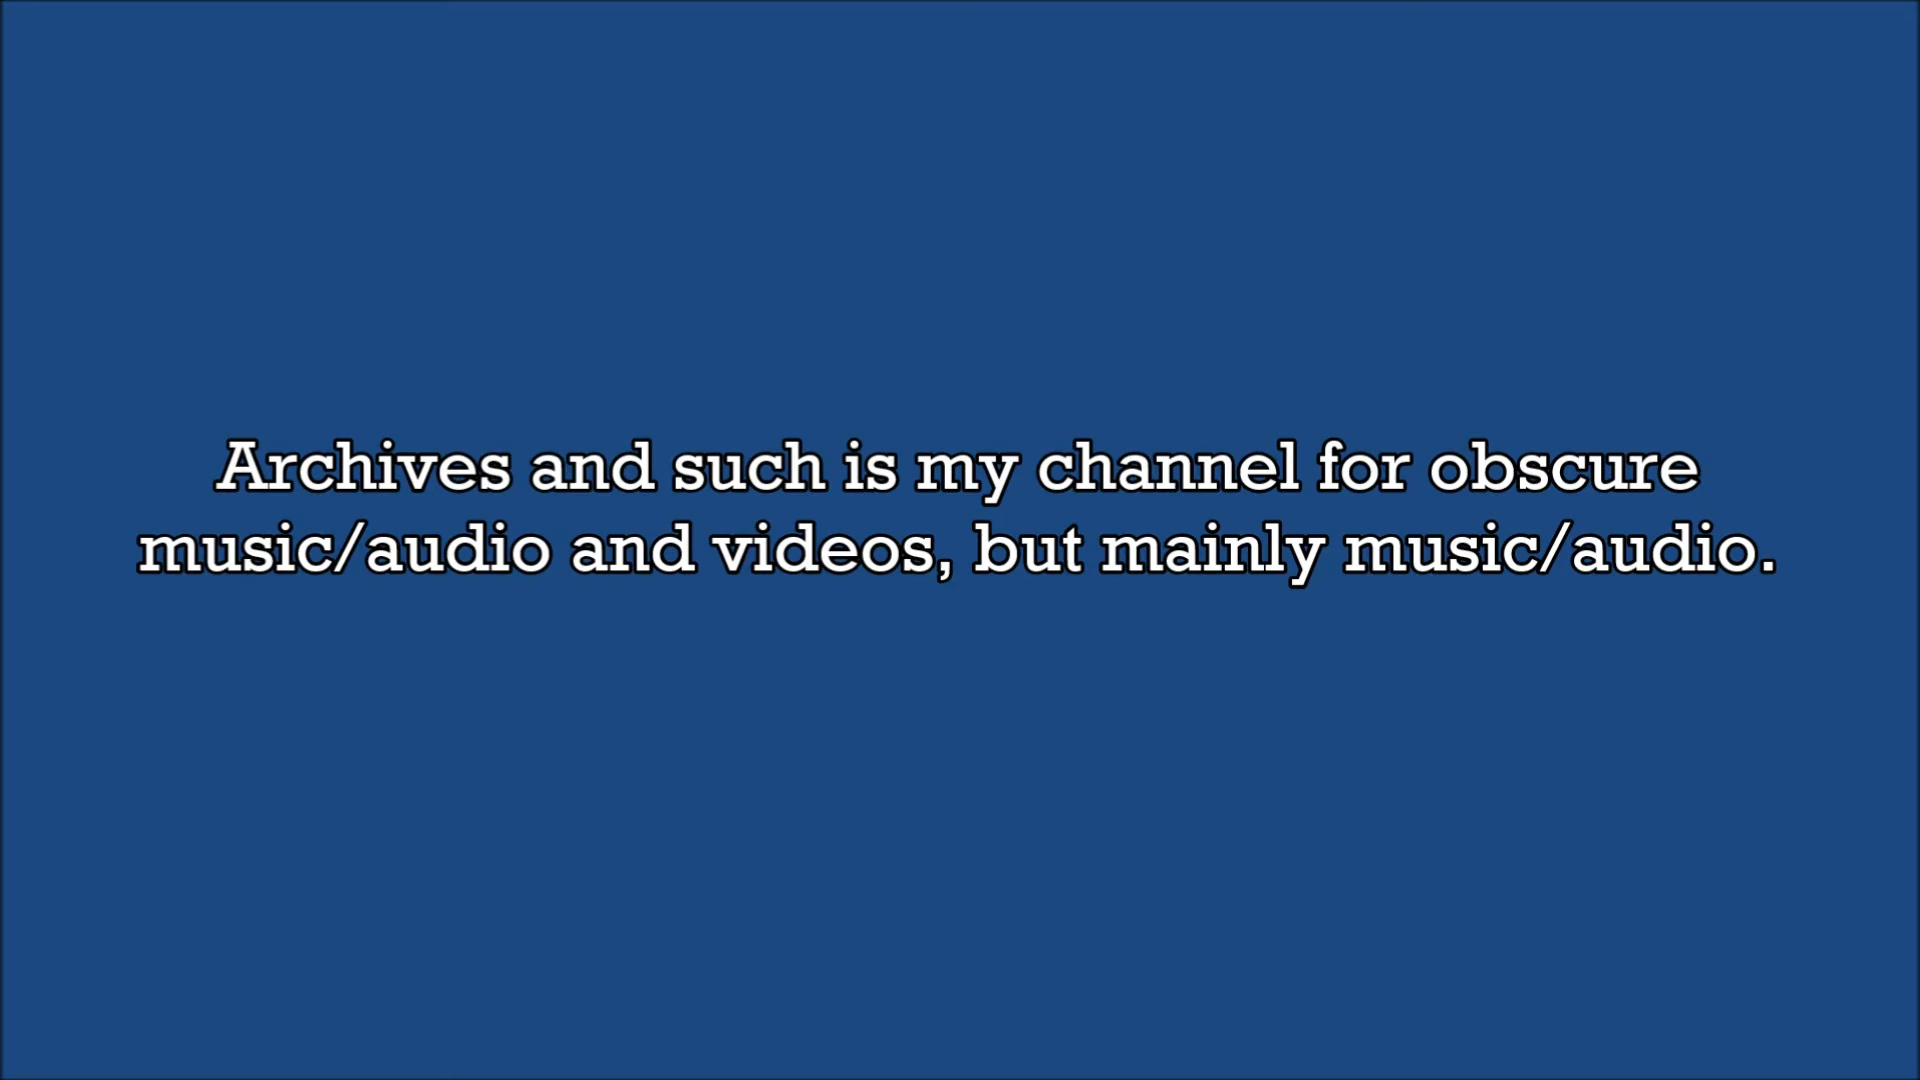 Archives and such is my channel for obscure
music/audio and videos, but mainly music/audio.